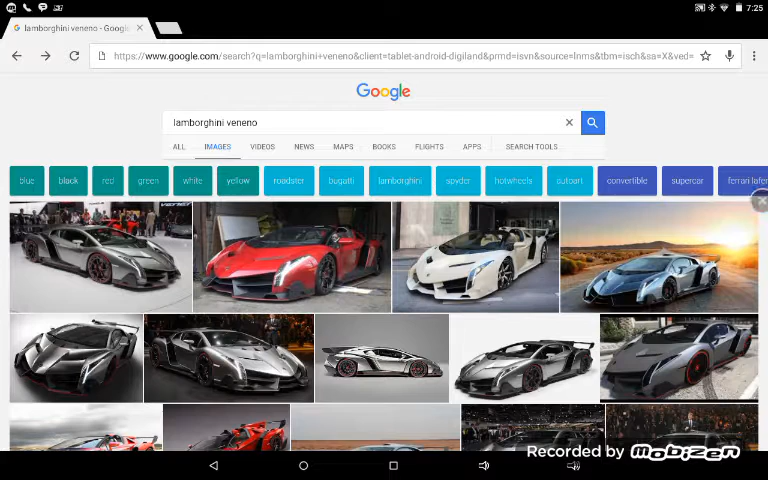 7:25
lamborghini veneno - Google
https://www.google.com/search?q=lamborghini+veneno&client=tablet-android-digiland&prmd=isvn&source=lnms&tbm=isch&sa=X&ved=
Google
lamborghini veneno
ALL IMAGES VIDEOS NEWS MAPS BOOKS FLIGHTS APPS SEARCH TOOLS
blue black red green white yellow roadster bugatti lamborghini spyder hotwheels autoart convertible supercar ferrari lafer
Recorded by mobizen